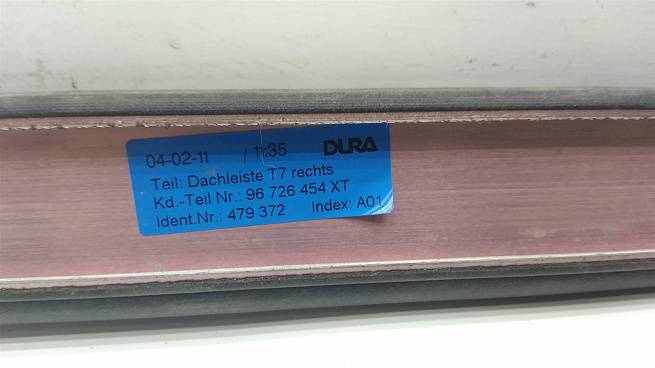 04-02-11 / 11:35 DURA
Teil: Dachleiste T7 rechts
Kd.-Teil Nr.: 96 726 454 XT
Ident.Nr.: 479 372 Index: A01